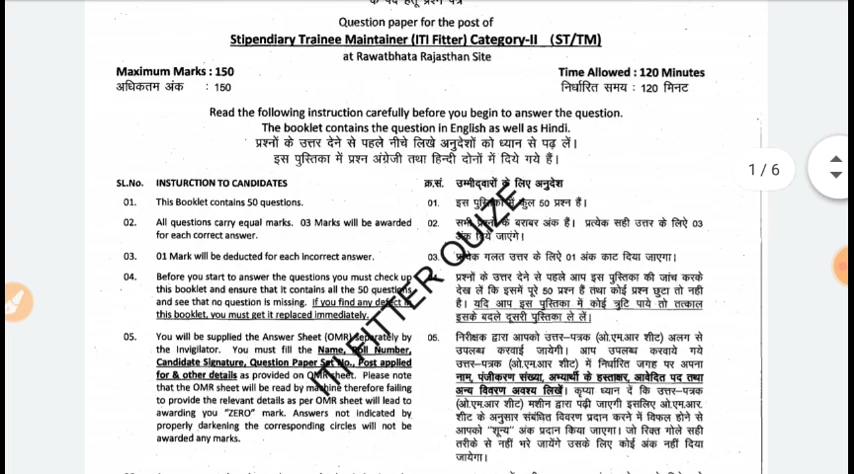 के पद हेतु प्रश्न पत्र
Question paper for the post of
Stipendiary Trainee Maintainer (ITI Fitter) Category-II (ST/TM)
at Rawatbhata Rajasthan Site
Maximum Marks : 150 Time Allowed : 120 Minutes
अधिकतम अंक : 150 निर्धारित समय : 120 मिनट
Read the following instruction carefully before you begin to answer the question.
The booklet contains the question in English as well as Hindi.
प्रश्नों के उत्तर देने से पहले नीचे लिखे अनुदेशों को ध्यान से पढ़ लें।
इस पुस्तिका में प्रश्न अंग्रेजी तथा हिन्दी दोनों में दिये गये हैं।
1 / 6
SL.No. INSTURCTION TO CANDIDATES
01. This Booklet contains 50 questions.
02. All questions carry equal marks. 03 Marks will be awarded
for each correct answer.
03. 01 Mark will be deducted for each incorrect answer.
04. Before you start to answer the questions you must check up
this booklet and ensure that it contains all the 50 questions
and see that no question is missing. If you find any defect in
this booklet, you must get it replaced immediately.
05. You will be supplied the Answer Sheet (OMR) separately by
the Invigilator. You must fill the Name, Roll Number,
Candidate Signature, Question Paper Set No., Post applied
for & other details as provided on OMR sheet. Please note
that the OMR sheet will be read by machine therefore failing
to provide the relevant details as per OMR sheet will lead to
awarding you "ZERO" mark. Answers not indicated by
properly darkening the corresponding circles will not be
awarded any marks.
क्र.सं. उम्मीदवारों के लिए अनुदेश
01. इस पुस्तिका में कुल 50 प्रश्न हैं।
02. सभी प्रश्नों के बराबर अंक हैं। प्रत्येक सही उत्तर के लिऐ 03
अंक दिये जाएंगे।
03. प्रत्येक गलत उत्तर के लिऐ 01 अंक काट दिया जाएगा।
प्रश्नों के उत्तर देने से पहले आप इस पुस्तिका की जांच करके
देख लें कि इसमें पूरे 50 प्रश्न हैं तथा कोई प्रश्न छुटा तो नही
है। यदि आप इस पुस्तिका में कोई त्रुटि पाये तो तत्काल
इसके बदले दूसरी पुस्तिका ले लें।
05. निरीक्षक द्वारा आपको उत्तर-पत्रक (ओ.एम.आर शीट) अलग से
उपलब्ध करवाई जायेगी। आप उपलब्ध करवाये गये
उत्तर-पत्रक (ओ.एम.आर शीट) में निर्धारित जगह पर अपना
नाम, पंजीकरण संख्या, अभ्यार्थी के हस्ताक्षर, आवेदित पद तथा
अन्य विवरण अवश्य लिखें। कृप्या ध्यान दें कि उत्तर-पत्रक
(ओ.एम.आर शीट) मशीन द्वारा पढ़ी जाएगी इसलिए ओ.एम.आर.
शीट के अनुसार संबंधित विवरण प्रदान करने में विफल होने से
आपको "शून्य" अंक प्रदान किया जाएगा। जो रिक्त गोले सही
तरीके से नहीं भरे जायेंगे उसके लिए कोई अंक नहीं दिया
जायेगा।
ITI FITTER QUIZE